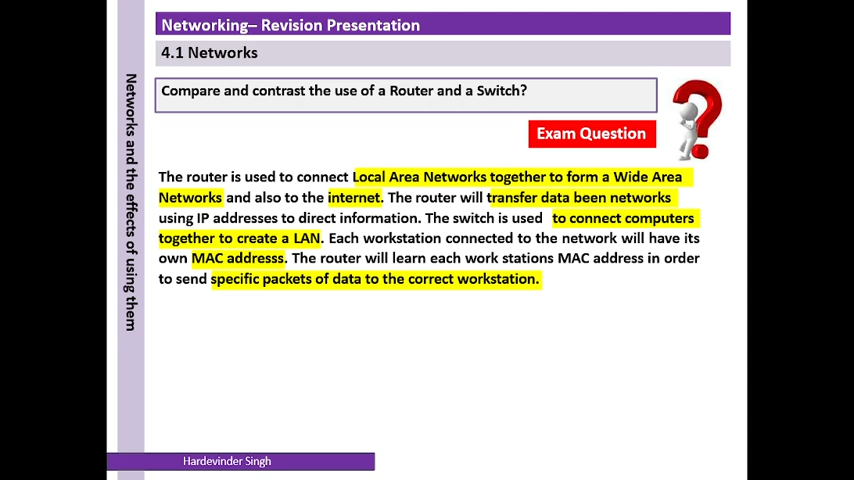 Networking– Revision Presentation
4.1 Networks
Networks and the effects of using them
Compare and contrast the use of a Router and a Switch?
Exam Question
The router is used to connect Local Area Networks together to form a Wide Area
Networks and also to the internet. The router will transfer data been networks
using IP addresses to direct information. The switch is used to connect computers
together to create a LAN. Each workstation connected to the network will have its
own MAC addresss. The router will learn each work stations MAC address in order
to send specific packets of data to the correct workstation.
Hardevinder Singh